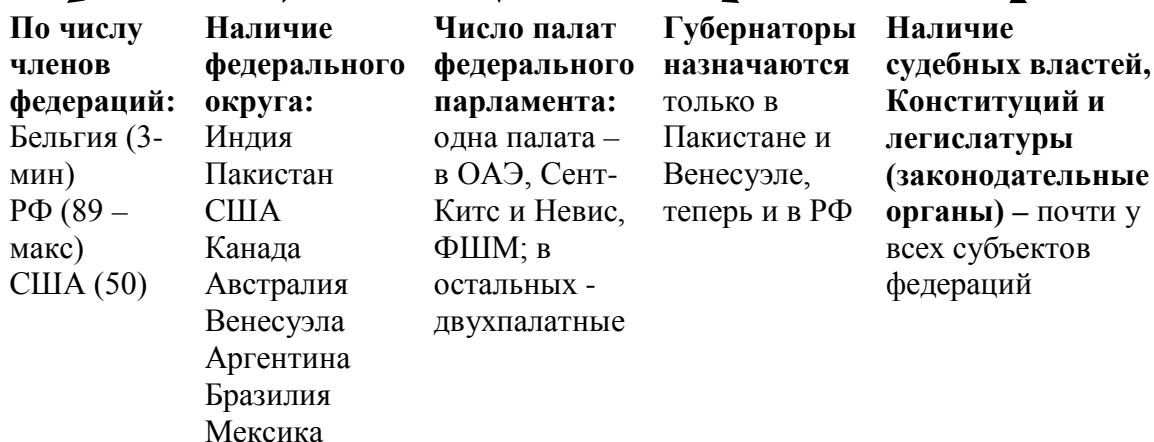 По числу
членов
федераций:
Бельгия (3-
мин)
РФ (89 –
макс)
США (50)
Наличие
федерального
округа:
Индия
Пакистан
США
Канада
Австралия
Венесуэла
Аргентина
Бразилия
Мексика
Число палат
федерального
парламента:
одна палата –
в ОАЭ, Сент-
Китс и Невис,
ФШМ; в
остальных -
двухпалатные
Губернаторы
назначаются
только в
Пакистане и
Венесуэле,
теперь и в РФ
Наличие
судебных властей,
Конституций и
легислатуры
(законодательные
органы) – почти у
всех субъектов
федераций